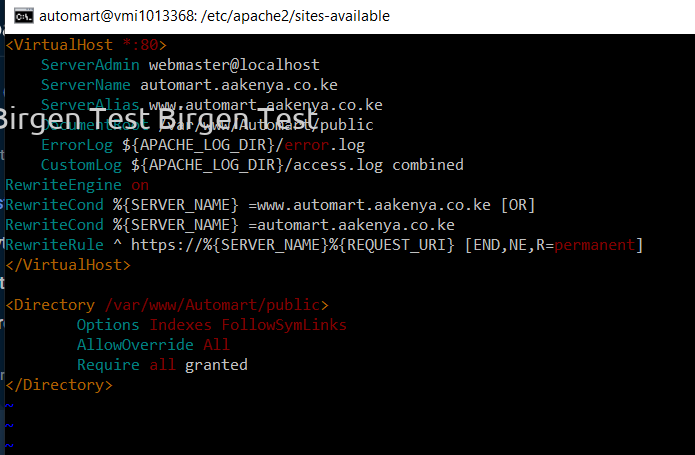 automart@vmi1013368: /etc/apache2/sites-available
<VirtualHost *:80>
ServerAdmin webmaster@localhost
ServerName automart.aakenya.co.ke
ServerAlias www.automart.aakenya.co.ke
Birgen Test Birgen Test
DocumentRoot /var/www/Automart/public
ErrorLog ${APACHE_LOG_DIR}/error.log
CustomLog ${APACHE_LOG_DIR}/access.log combined
RewriteEngine on
RewriteCond %{SERVER_NAME} =www.automart.aakenya.co.ke [OR]
RewriteCond %{SERVER_NAME} =automart.aakenya.co.ke
RewriteRule ^ https://%{SERVER_NAME}%{REQUEST_URI} [END,NE,R=permanent]
</VirtualHost>
<Directory /var/www/Automart/public>
Options Indexes FollowSymLinks
AllowOverride All
Require all granted
</Directory>
~
~
~